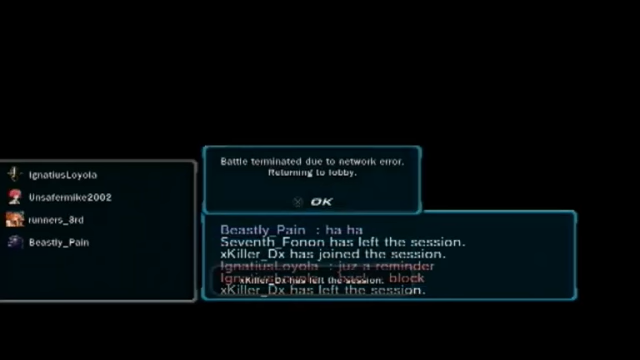 Battle terminated due to network error.
Returning to lobby.
OK
IgnatiusLoyola
Unsafermike2002
runners_3rd
Beastly_Pain
Beastly_Pain : ha ha
Seventh_Fonon has left the session.
xKiller_Dx has joined the session.
IgnatiusLoyola : juz a reminder
IgnatiusLoyola : block
xKiller_Dx has left the session.
xKiller_Dx has left the session.